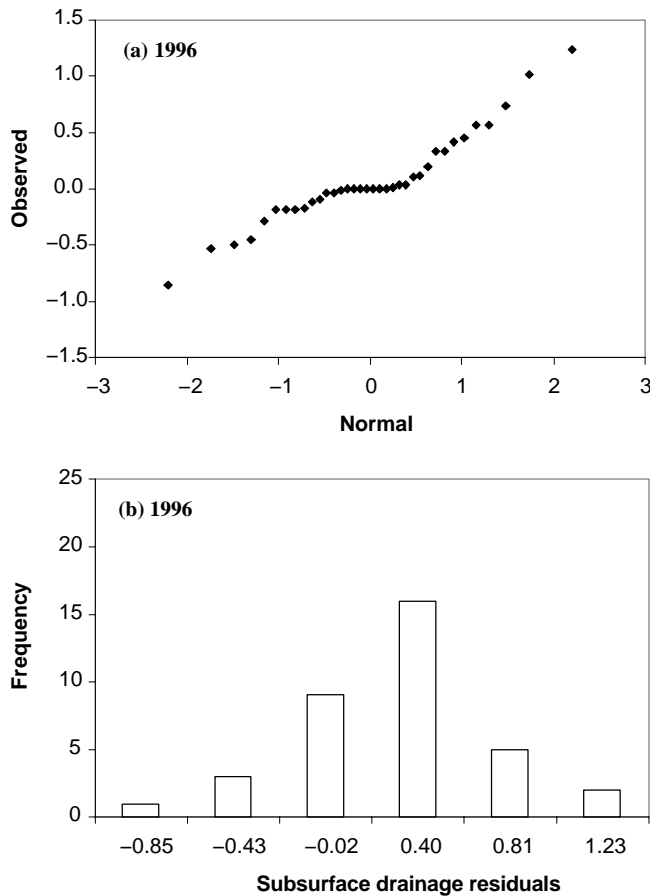 1.5
(a) 1996
1.0
0.5
0.0
−0.5
−1.0
−1.5
Observed
−3 −2 −1 0 1 2 3
Normal
25
(b) 1996
20
15
10
5
0
Frequency
−0.85 −0.43 −0.02 0.40 0.81 1.23
Subsurface drainage residuals